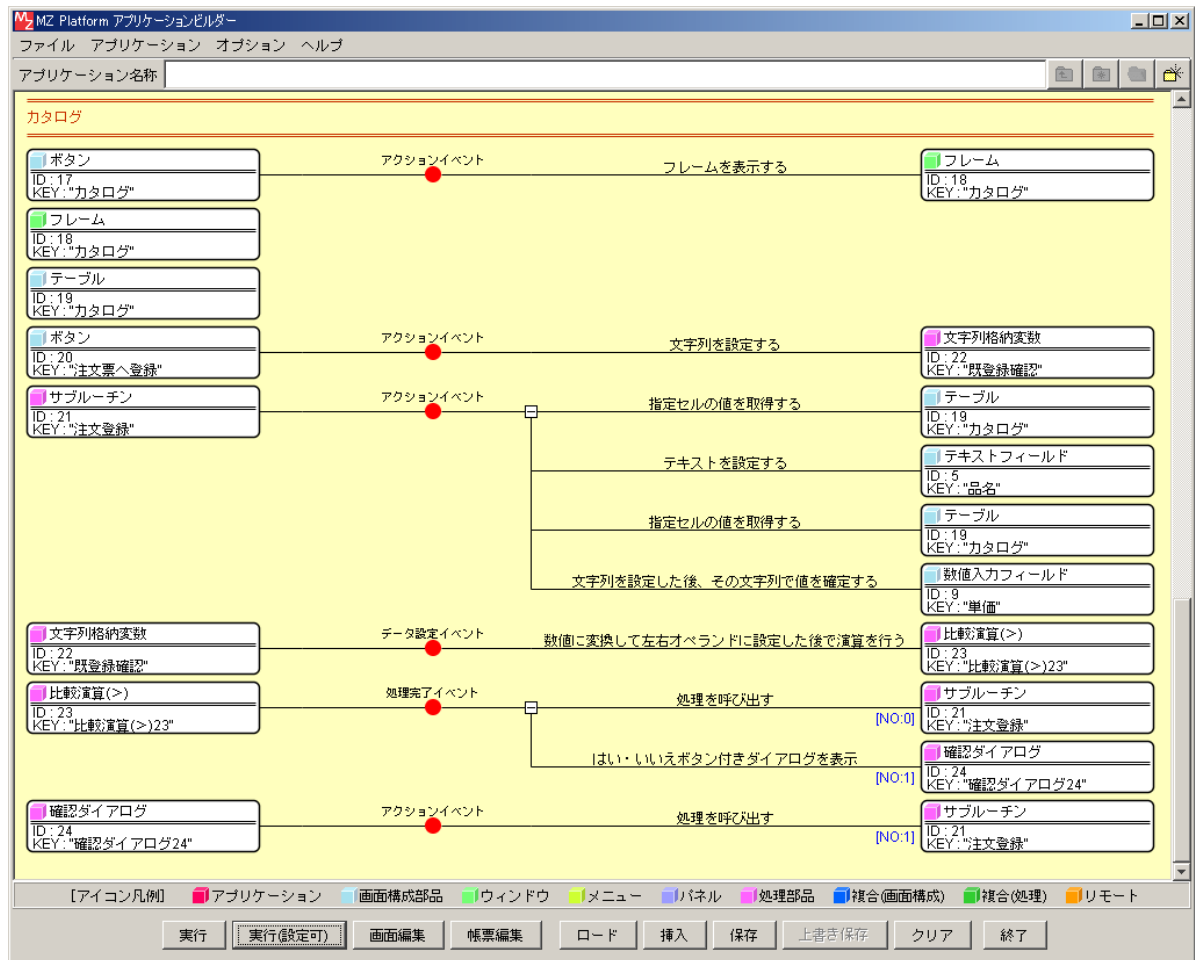 MZ Platform アプリケーションビルダー
ファイル アプリケーション オプション ヘルプ
アプリケーション名称
カタログ
ボタン アクションイベント フレームを表示する フレーム
ID : 17 ID : 18
KEY : "カタログ" KEY : "カタログ"
フレーム
ID : 18
KEY : "カタログ"
テーブル
ID : 19
KEY : "カタログ"
ボタン アクションイベント 文字列を設定する 文字列格納変数
ID : 20 ID : 22
KEY : "注文票へ登録" KEY : "既登録確認"
サブルーチン アクションイベント 指定セルの値を取得する テーブル
ID : 21 ID : 19
KEY : "注文登録" KEY : "カタログ"
テキストを設定する テキストフィールド
ID : 5
KEY : "品名"
指定セルの値を取得する テーブル
ID : 19
KEY : "カタログ"
文字列を設定した後、その文字列で値を確定する 数値入力フィールド
ID : 9
KEY : "単価"
文字列格納変数 データ設定イベント 数値に変換して左右オペランドに設定した後で演算を行う 比較演算(>)
ID : 22 ID : 23
KEY : "既登録確認" KEY : "比較演算(>)23"
比較演算(>) 処理完了イベント 処理を呼び出す サブルーチン
ID : 23 [NO:0] ID : 21
KEY : "比較演算(>)23" KEY : "注文登録"
はい・いいえボタン付きダイアログを表示 確認ダイアログ
[NO:1] ID : 24
KEY : "確認ダイアログ24"
確認ダイアログ アクションイベント 処理を呼び出す サブルーチン
ID : 24 [NO:1] ID : 21
KEY : "確認ダイアログ24" KEY : "注文登録"
[アイコン凡例] アプリケーション 画面構成部品 ウィンドウ メニュー パネル 処理部品 複合(画面構成) 複合(処理) リモート
実行 実行(設定可) 画面編集 帳票編集 ロード 挿入 保存 上書き保存 クリア 終了